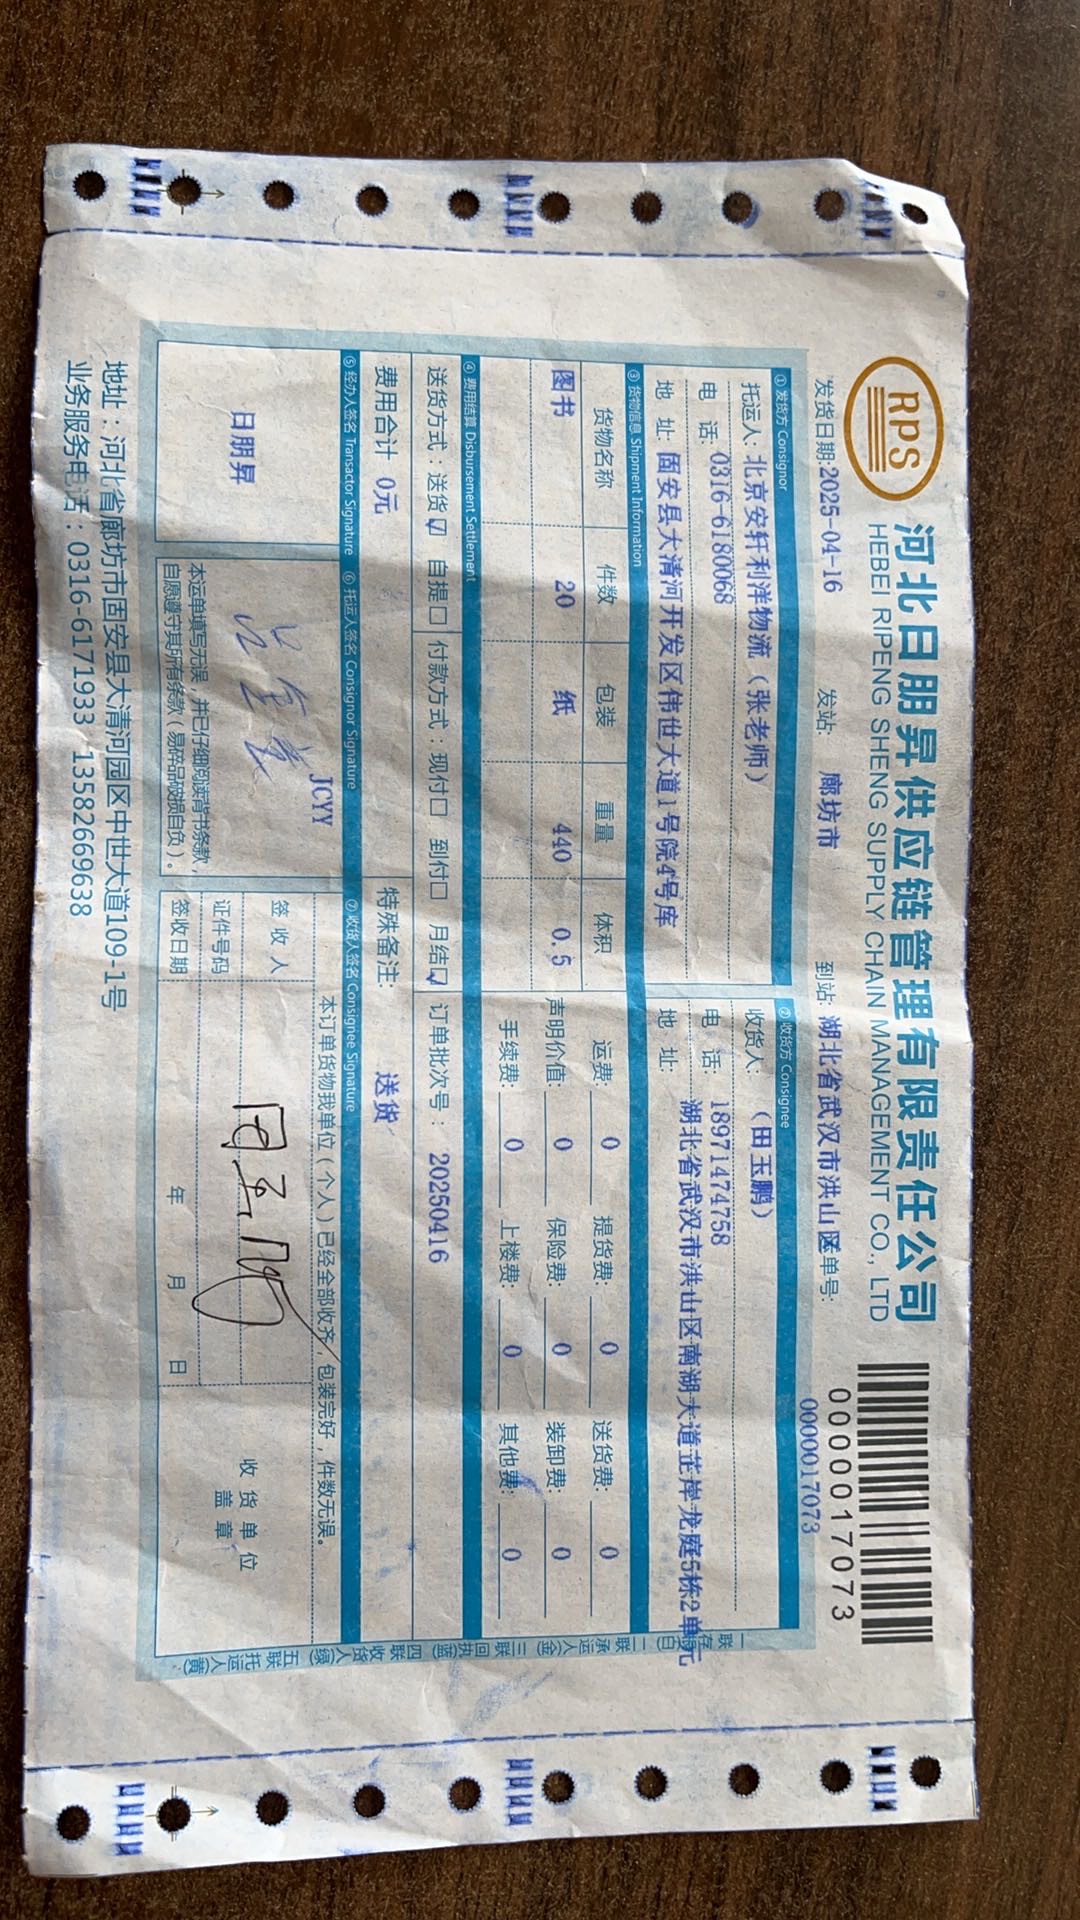 RPS
河北日朋昇供应链管理有限责任公司
HEBEI RIPENG SHENG SUPPLY CHAIN MANAGEMENT CO., LTD
0000017073
发货日期:2025-04-16 发站: 廊坊市 到站: 湖北省武汉市洪山区 单号: 0000017073
① 发货方 Consignor
托运人: 北京安轩利洋物流（张老师）
电 话: 0316-6180068
地 址: 固安县大清河开发区伟世大道1号院4号库
② 收货方 Consignee
收货人: （田玉鹏）
电 话: 18971474758
地 址: 湖北省武汉市洪山区南湖大道芷岸龙庭5栋2单元
③ 货物信息 Shipment Information
货物名称 件数 包装 重量 体积
图书 20 纸 440 0.5
运费: 0 提货费: 0 送货费: 0
声明价值: 0 保险费: 0 装卸费: 0
手续费: 0 上楼费: 0 其他费: 0
④ 费用结算 Disbursement Settlement
送货方式：送货☑ 自提□ 付款方式：现付□ 到付□ 月结☑ 订单批次号： 20250416
费用合计 0元 特殊备注: 送货
⑤ 经办人签名 Transactor Signature ⑥ 托运人签名 Consignor Signature ⑦ 收货人签名 Consignee Signature
日朋昇
JCYY
本运单填写无误，并已仔细阅读背书条款，
自愿遵守其所有条款（易碎品破损自负）。
本订单货物我单位（个人）已经全部收齐，包装完好，件数无误。
签 收 人
田玉鹏
证件号码
签收日期 年 月 日
收 货 单 位
盖 章
一联存(白) 二联承运人(金) 三联回执(蓝) 四联收货人(绿) 五联托运人(黄)
地址：河北省廊坊市固安县大清河园区中世大道109-1号
业务服务电话：0316-6171933 13582669638